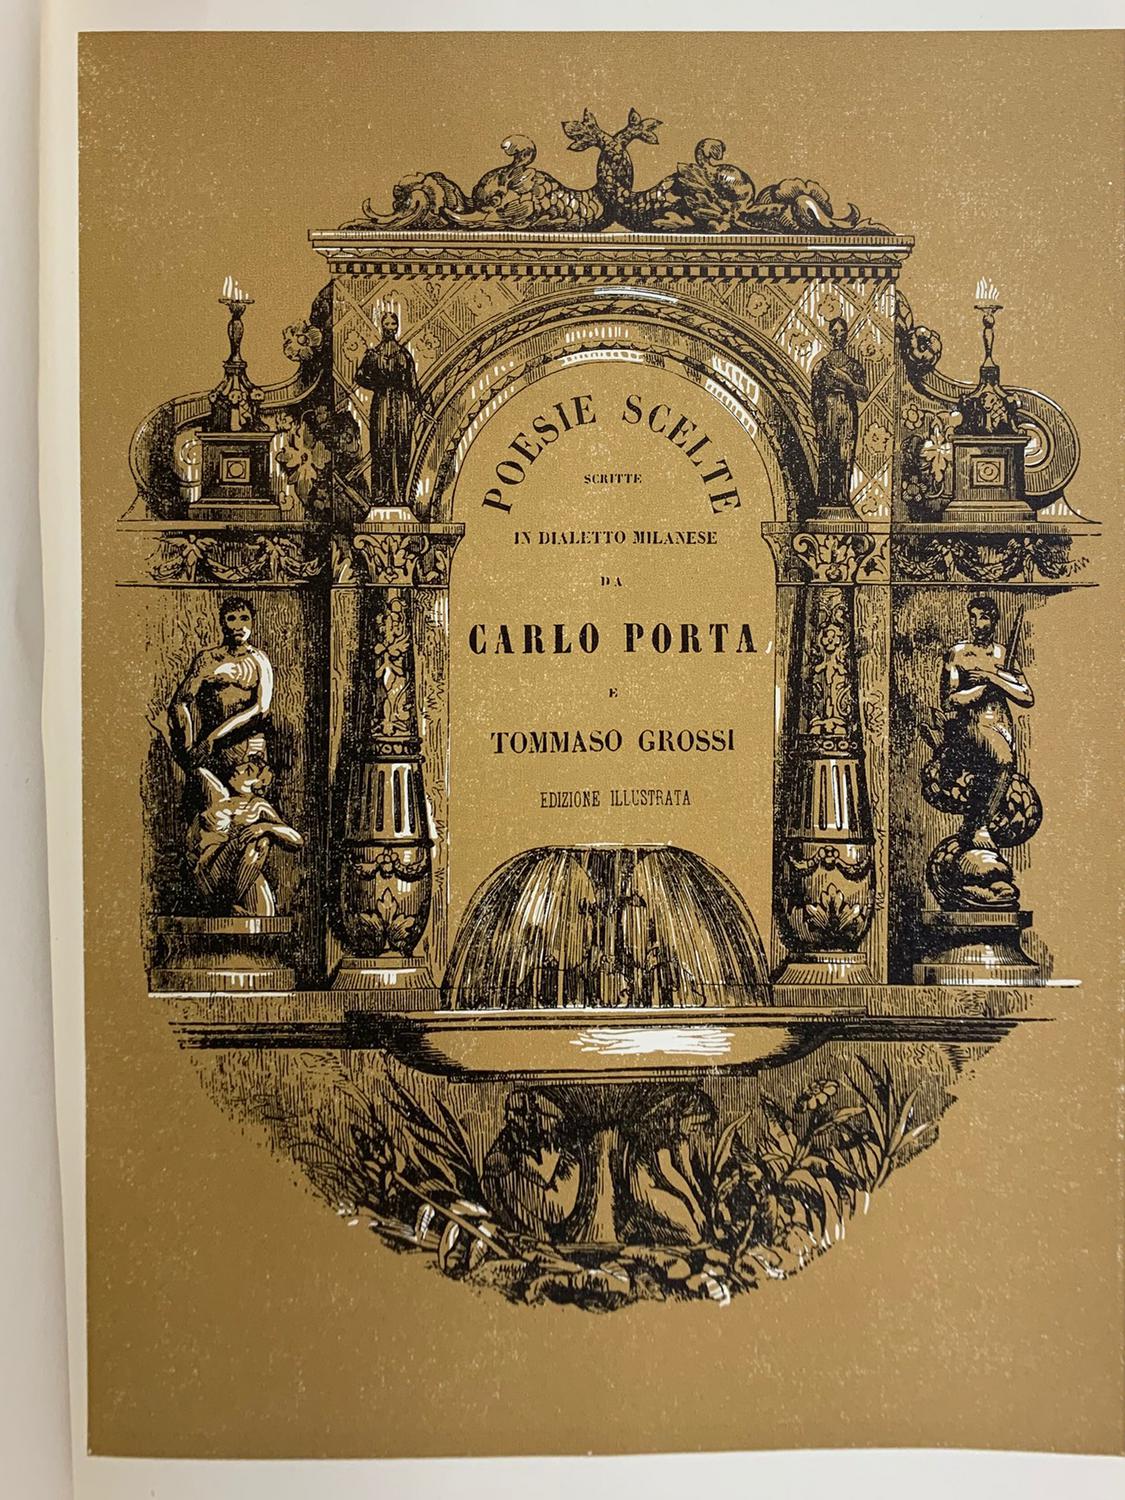 POESIE SCELTE
SCRITTE
IN DIALETTO MILANESE
DA
CARLO PORTA
E
TOMMASO GROSSI
EDIZIONE ILLUSTRATA